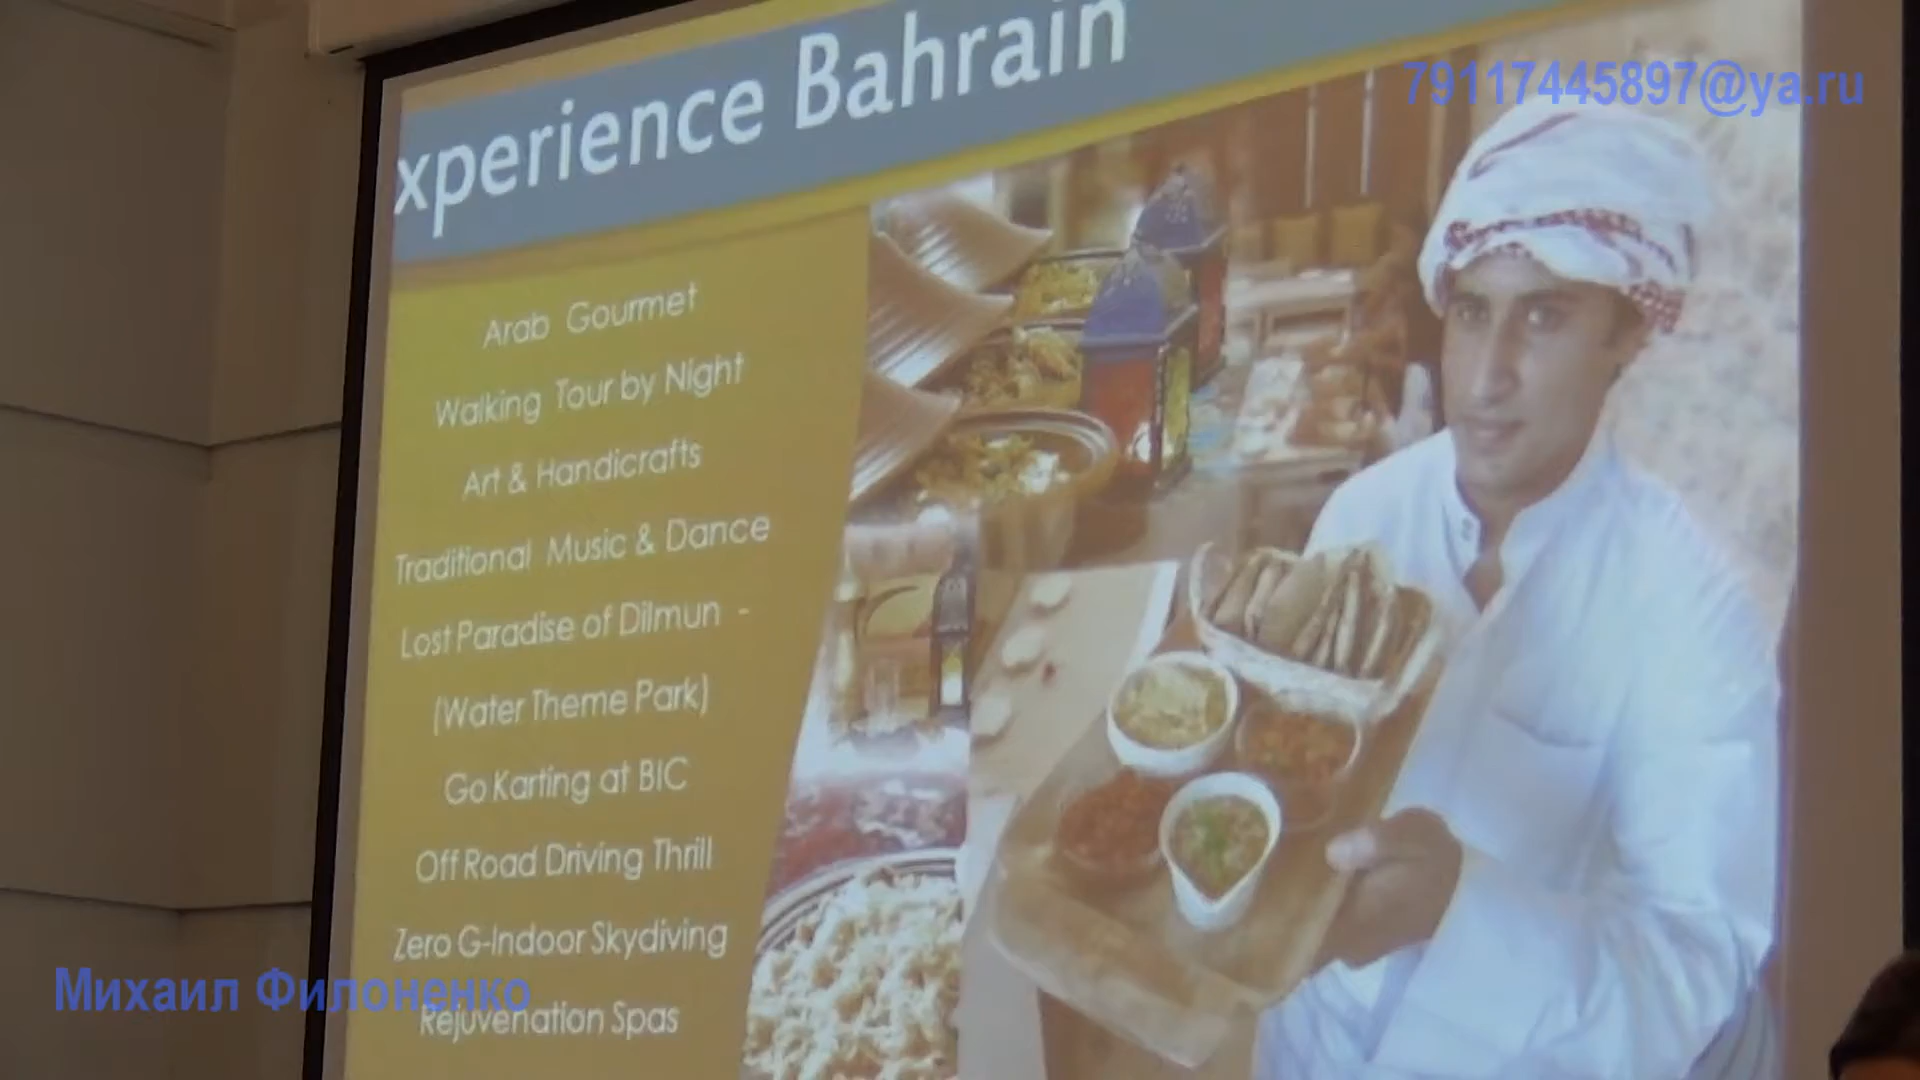 xperience Bahrain
79117445897@ya.ru
Arab Gourmet
Walking Tour by Night
Art & Handicrafts
Traditional Music & Dance
Lost Paradise of Dilmun -
(Water Theme Park)
Go Karting at BIC
Off Road Driving Thrill
Zero G-Indoor Skydiving
Михаил Филоненко
Rejuvenation Spas